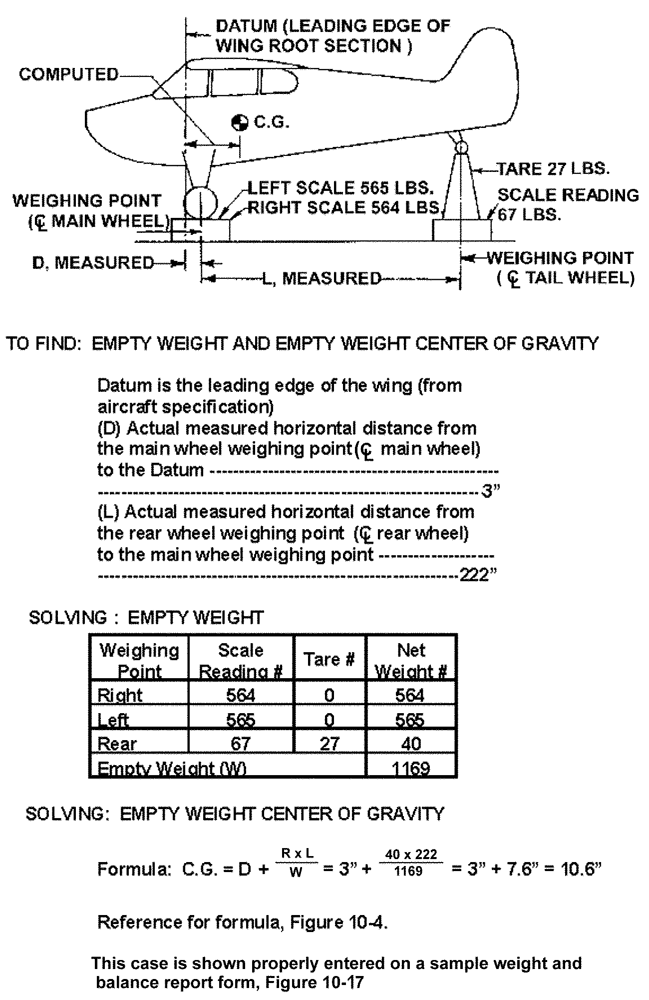 DATUM (LEADING EDGE OF
WING ROOT SECTION )
COMPUTED
C.G.
TARE 27 LBS.
LEFT SCALE 565 LBS.
RIGHT SCALE 564 LBS.
SCALE READING
67 LBS.
WEIGHING POINT
(℄ MAIN WHEEL)
D, MEASURED
L, MEASURED
WEIGHING POINT
( ℄ TAIL WHEEL)
TO FIND: EMPTY WEIGHT AND EMPTY WEIGHT CENTER OF GRAVITY
Datum is the leading edge of the wing (from
aircraft specification)
(D) Actual measured horizontal distance from
the main wheel weighing point(℄ main wheel)
to the Datum -------------------------------------------------
----------------------------------------------------------------- 3”
(L) Actual measured horizontal distance from
the rear wheel weighing point (℄ rear wheel)
to the main wheel weighing point --------------------
--------------------------------------------------------------222”
SOLVING : EMPTY WEIGHT
Weighing Point | Scale Reading # | Tare # | Net Weight #
Right 564 0 564
Left 565 0 565
Rear 67 27 40
Empty Weight (W) 1169
SOLVING: EMPTY WEIGHT CENTER OF GRAVITY
Formula: C.G. = D + R x L / W = 3” + 40 x 222 / 1169 = 3” + 7.6” = 10.6”
Reference for formula, Figure 10-4.
This case is shown properly entered on a sample weight and
balance report form, Figure 10-17